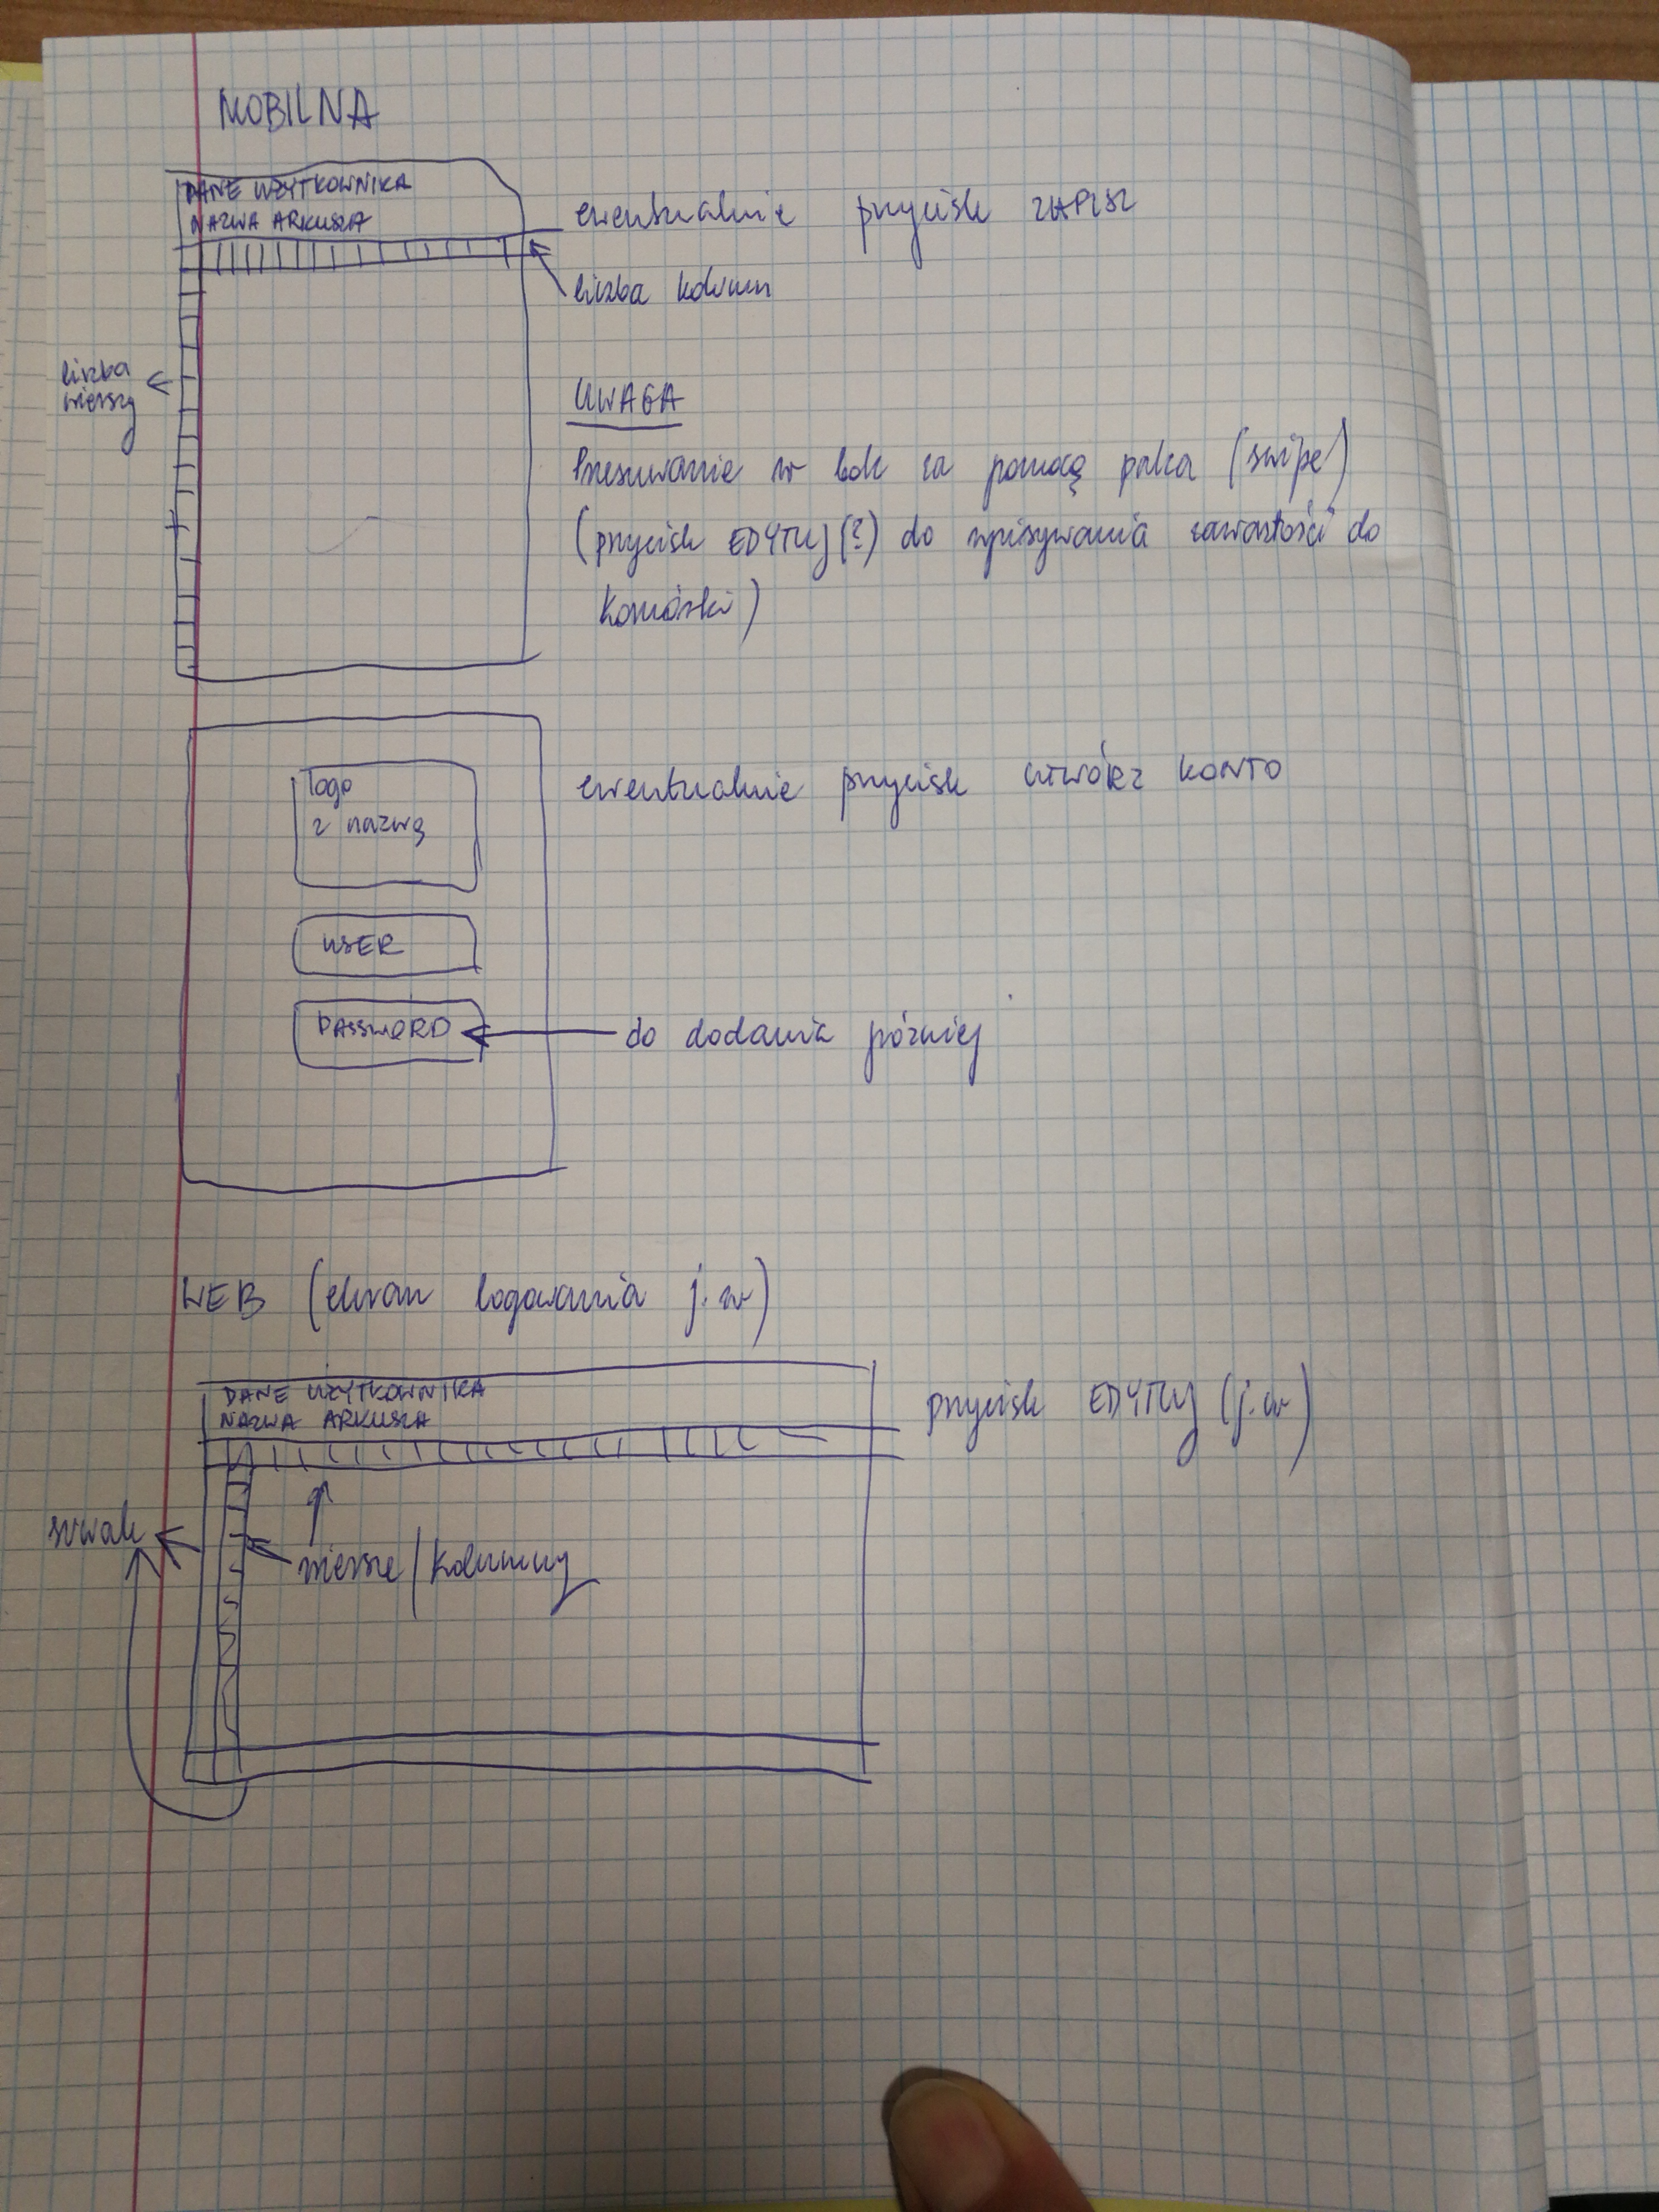 MOBILNA
DANE UŻYTKOWNIKA
NAZWA ARKUSZA
ewentualnie przycisk ZAPISZ
liczba kolumn
liczba
wierszy
UWAGA
Przesuwanie w bok za pomocą palca (swipe)
(przycisk EDYTUJ(?) do wpisywania zawartości do
komórki)
logo
z nazwą
ewentualnie przycisk UTWÓRZ KONTO
USER
PASSWORD
do dodania później
WEB (ekran logowania j.w)
DANE UŻYTKOWNIKA
NAZWA ARKUSZA
przycisk EDYTUJ (j.w)
suwak
wiersze/kolumny